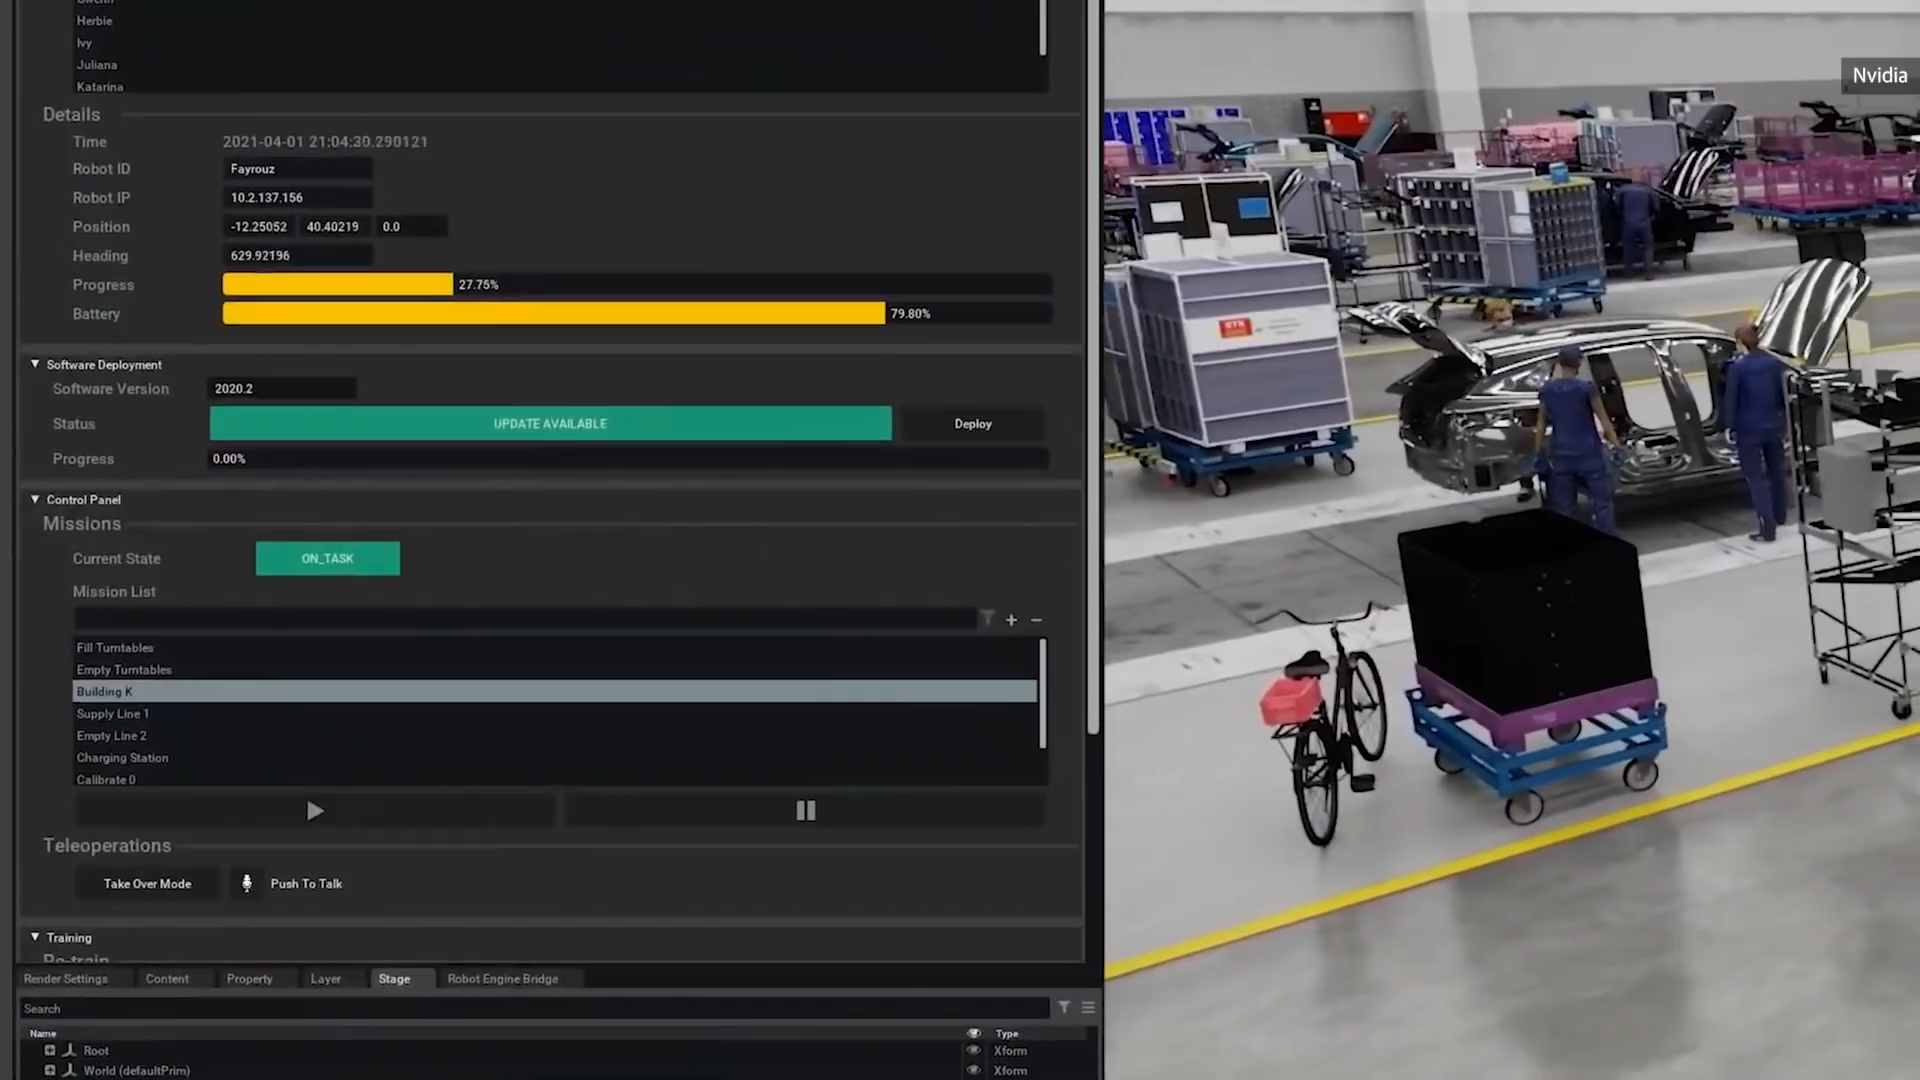 Herbie
Ivy
Juliana
Katarina
Details
Time 2021-04-01 21:04:30.290121
Robot ID Fayrouz
Robot IP 10.2.137.156
Position -12.25052 40.40219 0.0
Heading 629.92196
Progress 27.75%
Battery 79.80%
Software Deployment
Software Version 2020.2
Status UPDATE AVAILABLE Deploy
Progress 0.00%
Control Panel
Missions
Current State ON_TASK
Mission List
Fill Turntables
Empty Turntables
Building K
Supply Line 1
Empty Line 2
Charging Station
Calibrate 0
Teleoperations
Take Over Mode Push To Talk
Training
Re-train
Render Settings Content Property Layer Stage Robot Engine Bridge
Search
Name Type
Root Xform
World (defaultPrim) Xform
Nvidia